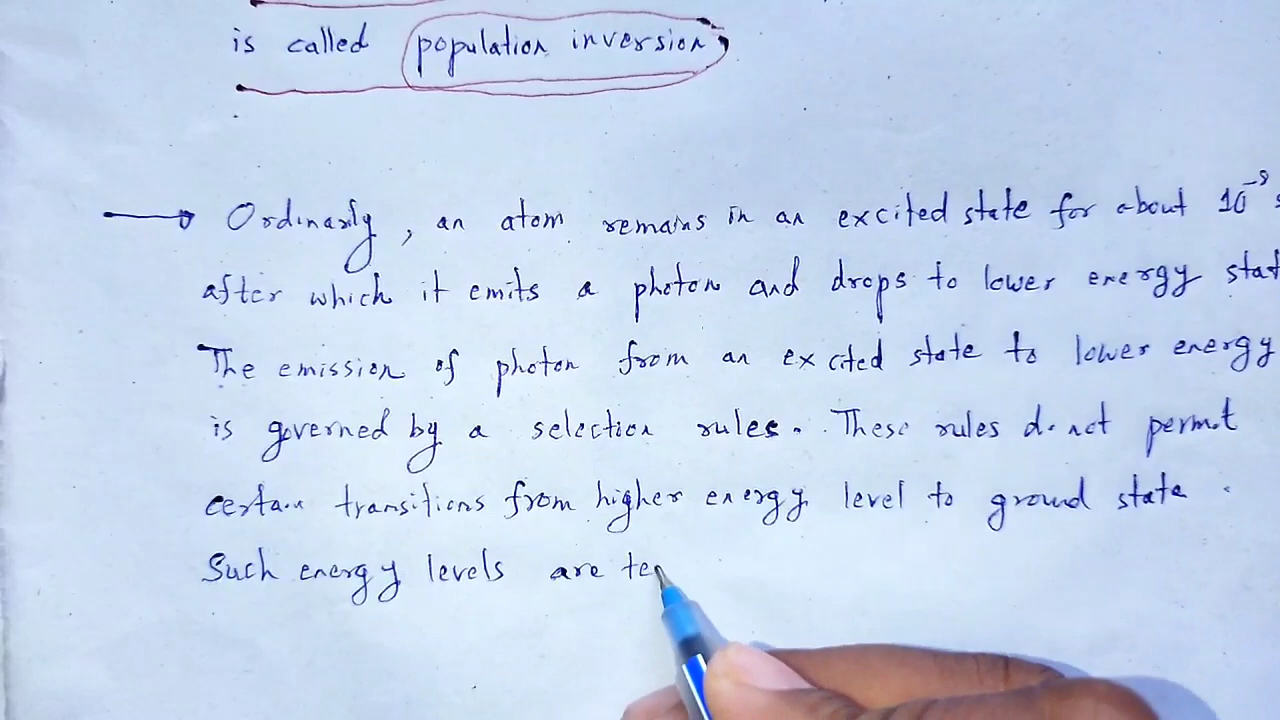 is called population inversion,
Ordinarily, an atom remains in an excited state for about 10⁻⁸ s
after which it emits a photon and drops to lower energy stat
The emission of photon from an excited state to lower energy
is governed by a selection rules. These rules do not permit
certain transitions from higher energy level to ground state.
Such energy levels are te